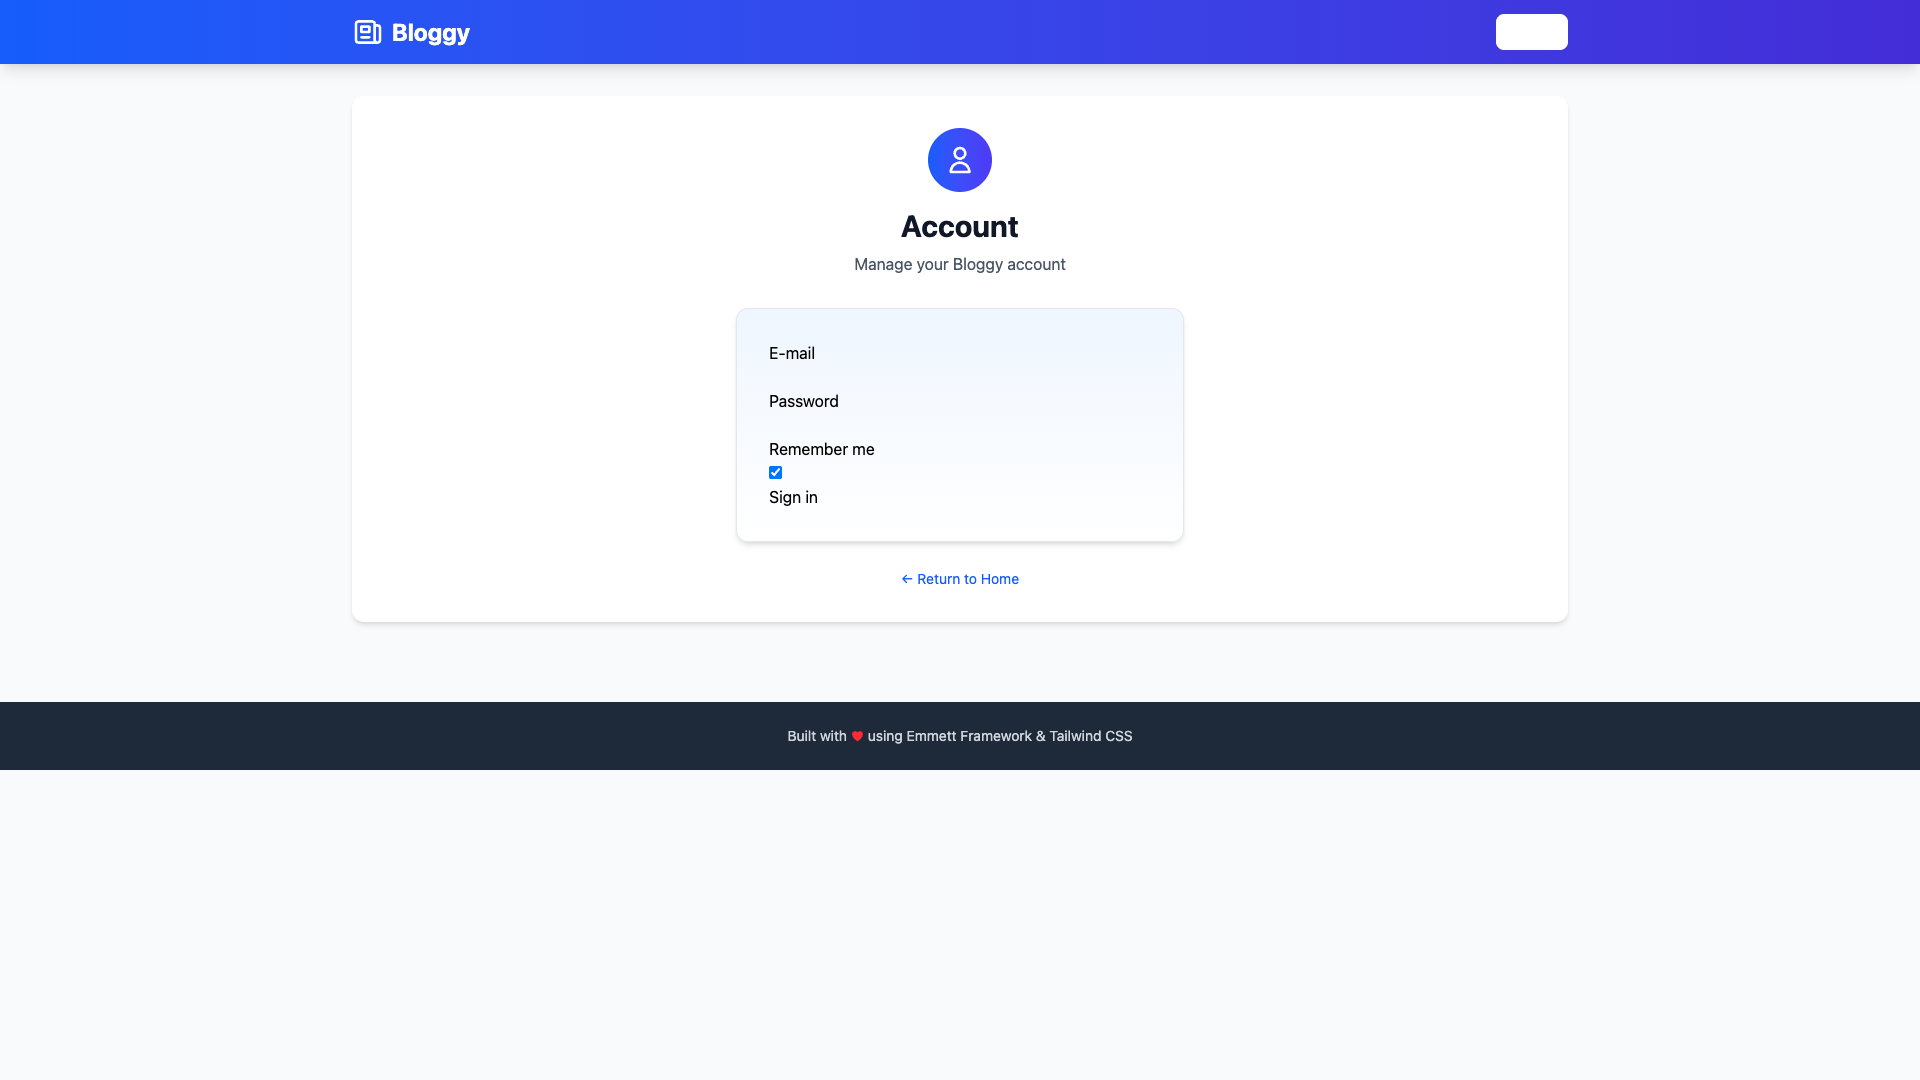 Bloggy
Account
Manage your Bloggy account
E-mail
Password
Remember me
Sign in
← Return to Home
Built with ❤ using Emmett Framework & Tailwind CSS